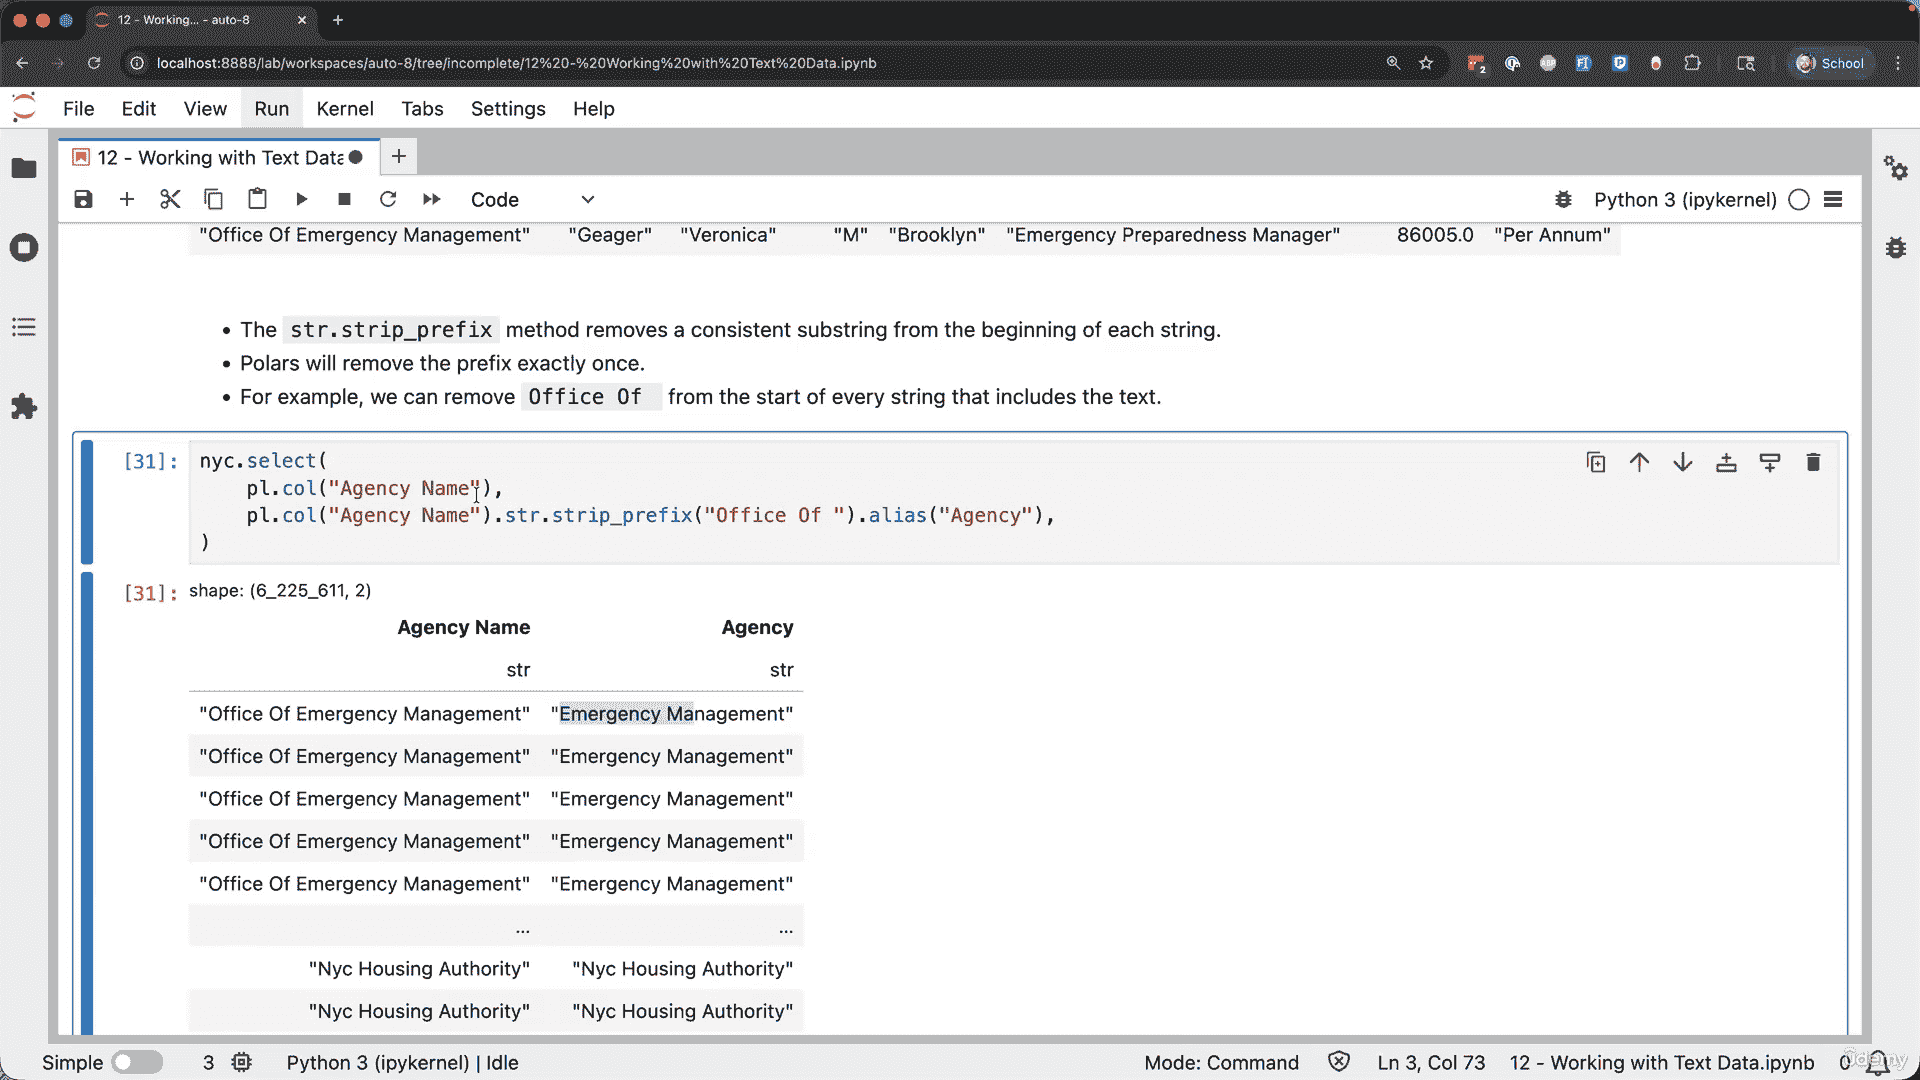 12 - Working... - auto-8
localhost:8888/lab/workspaces/auto-8/tree/incomplete/12%20-%20Working%20with%20Text%20Data.ipynb
2
ABP
School
File Edit View Run Kernel Tabs Settings Help
12 - Working with Text Data
Code
Python 3 (ipykernel)
"Office Of Emergency Management" "Geager" "Veronica" "M" "Brooklyn" "Emergency Preparedness Manager" 86005.0 "Per Annum"
• The str.strip_prefix method removes a consistent substring from the beginning of each string.
• Polars will remove the prefix exactly once.
• For example, we can remove Office Of from the start of every string that includes the text.
[31]: nyc.select(
pl.col("Agency Name"),
pl.col("Agency Name").str.strip_prefix("Office Of ").alias("Agency"),
)
[31]: shape: (6_225_611, 2)
Agency Name Agency
str str
"Office Of Emergency Management" "Emergency Management"
"Office Of Emergency Management" "Emergency Management"
"Office Of Emergency Management" "Emergency Management"
"Office Of Emergency Management" "Emergency Management"
"Office Of Emergency Management" "Emergency Management"
... ...
"Nyc Housing Authority" "Nyc Housing Authority"
"Nyc Housing Authority" "Nyc Housing Authority"
Simple 3 Python 3 (ipykernel) | Idle Mode: Command Ln 3, Col 73 12 - Working with Text Data.ipynb 0
Udemy